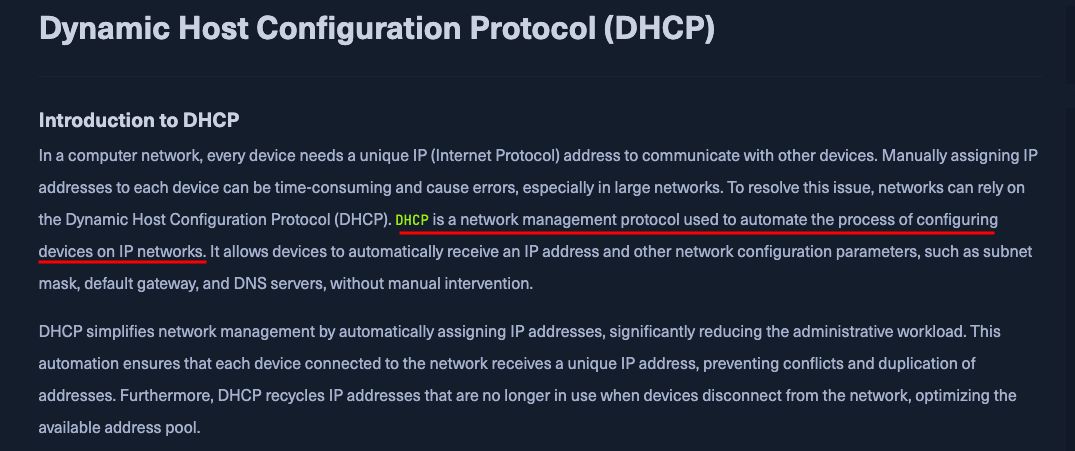 Dynamic Host Configuration Protocol (DHCP)
Introduction to DHCP
In a computer network, every device needs a unique IP (Internet Protocol) address to communicate with other devices. Manually assigning IP
addresses to each device can be time-consuming and cause errors, especially in large networks. To resolve this issue, networks can rely on
the Dynamic Host Configuration Protocol (DHCP). DHCP is a network management protocol used to automate the process of configuring
devices on IP networks. It allows devices to automatically receive an IP address and other network configuration parameters, such as subnet
mask, default gateway, and DNS servers, without manual intervention.
DHCP simplifies network management by automatically assigning IP addresses, significantly reducing the administrative workload. This
automation ensures that each device connected to the network receives a unique IP address, preventing conflicts and duplication of
addresses. Furthermore, DHCP recycles IP addresses that are no longer in use when devices disconnect from the network, optimizing the
available address pool.